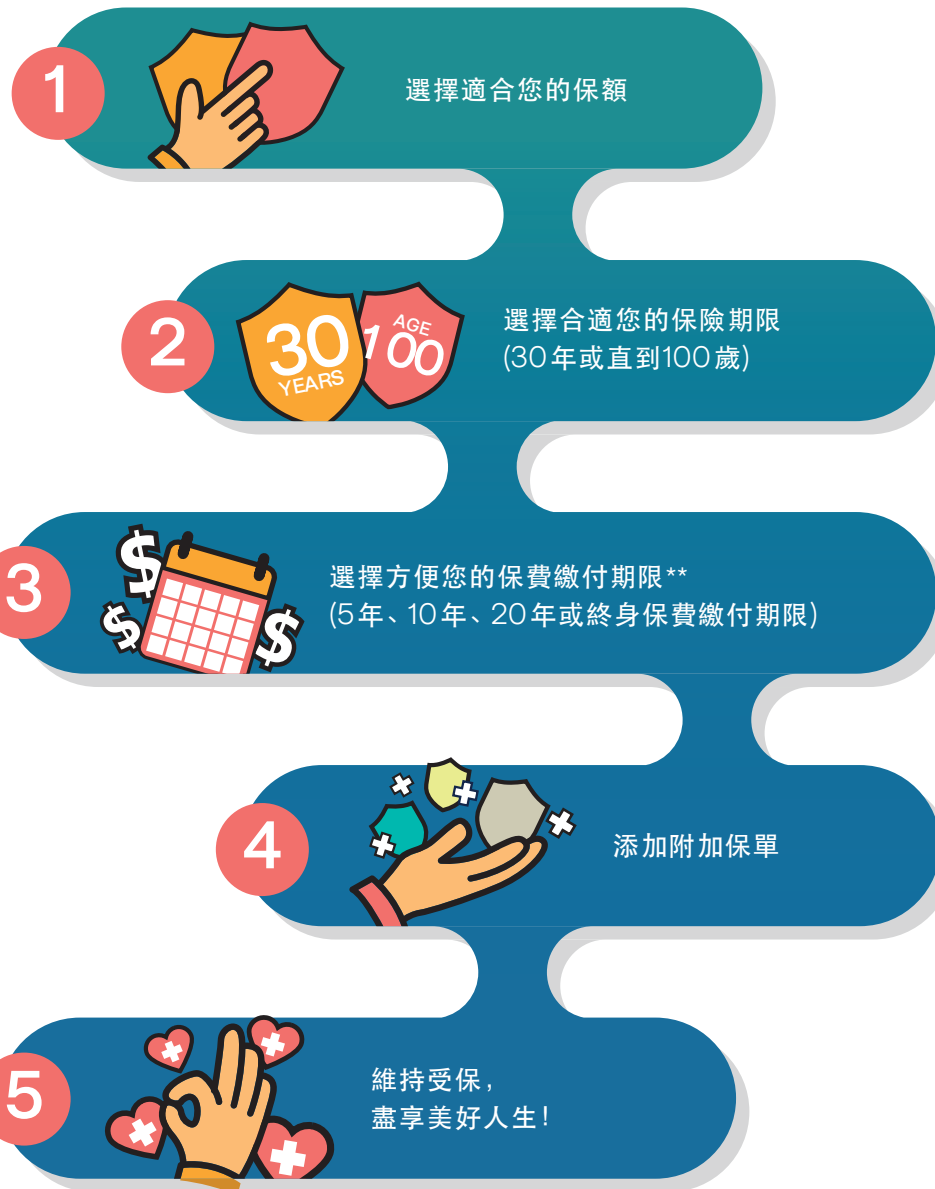 1
選擇適合您的保額
2
30
YEARS
AGE
100
選擇合適您的保險期限
(30年或直到100歲)
3
$
$
$
選擇方便您的保費繳付期限**
(5年、10年、20年或終身保費繳付期限)
4
添加附加保單
5
維持受保，
盡享美好人生！